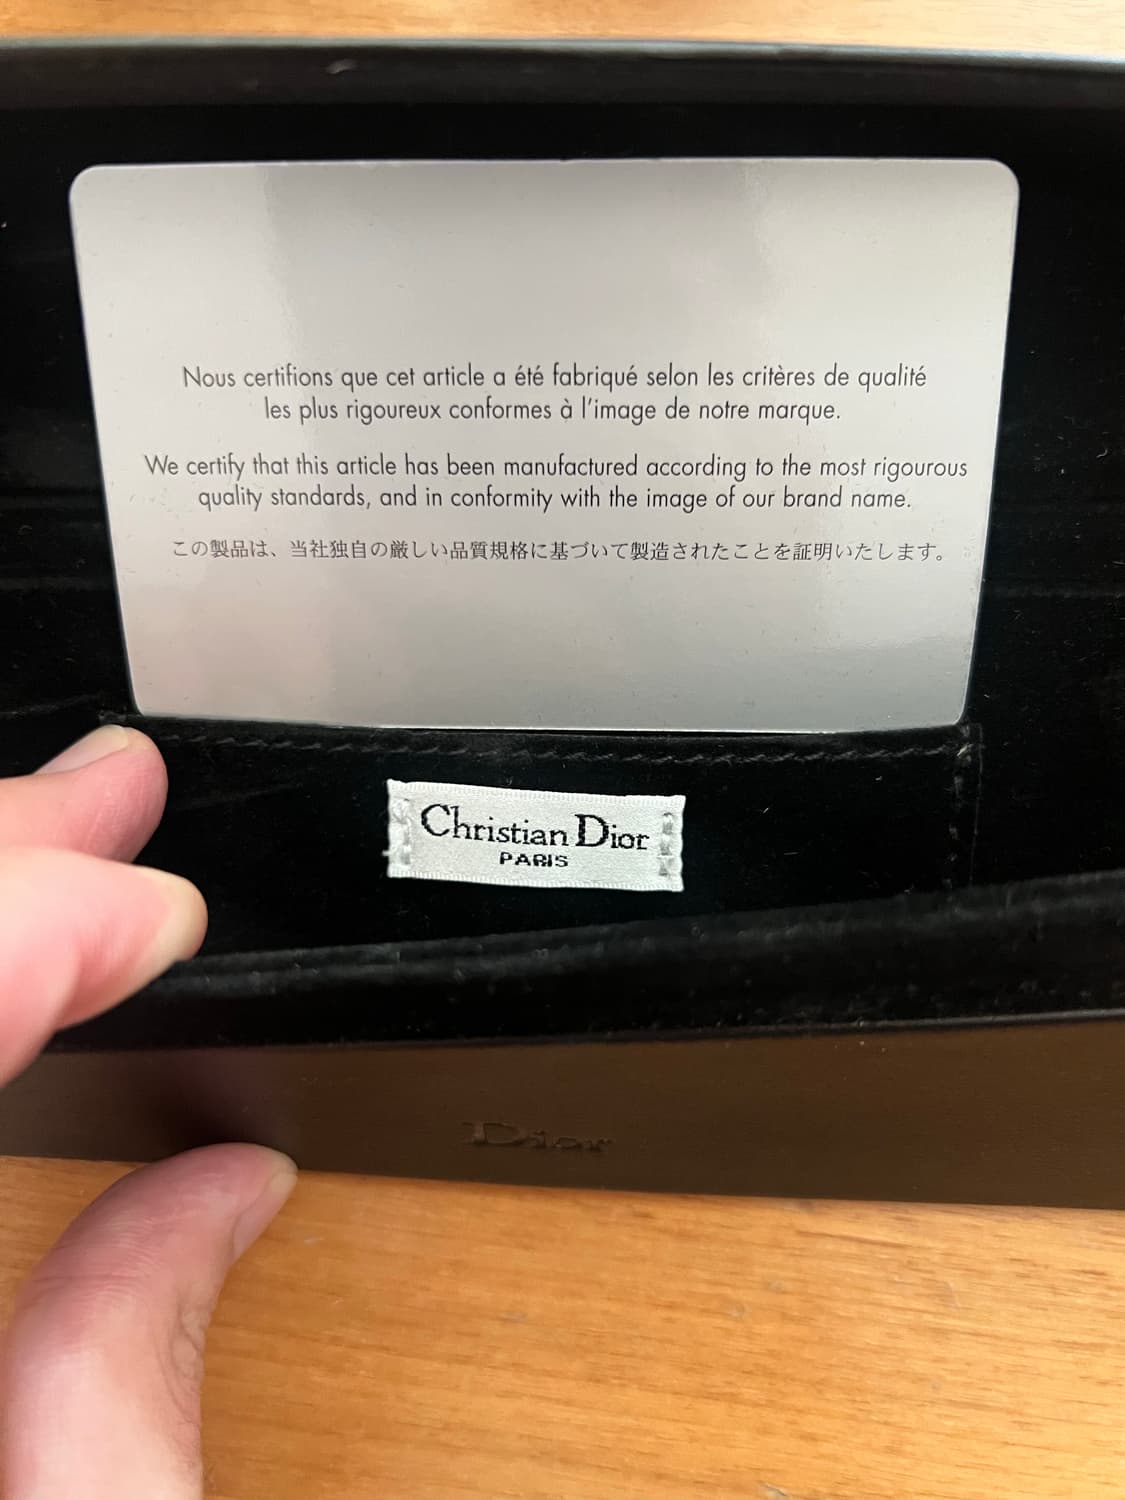 Nous certifions que cet article a été fabriqué selon les critères de qualité
les plus rigoureux conformes à l'image de notre marque.
We certify that this article has been manufactured according to the most rigourous
quality standards, and in conformity with the image of our brand name.
この製品は、当社独自の厳しい品質規格に基づいて製造されたことを証明いたします。
Christian Dior
PARIS
Dior